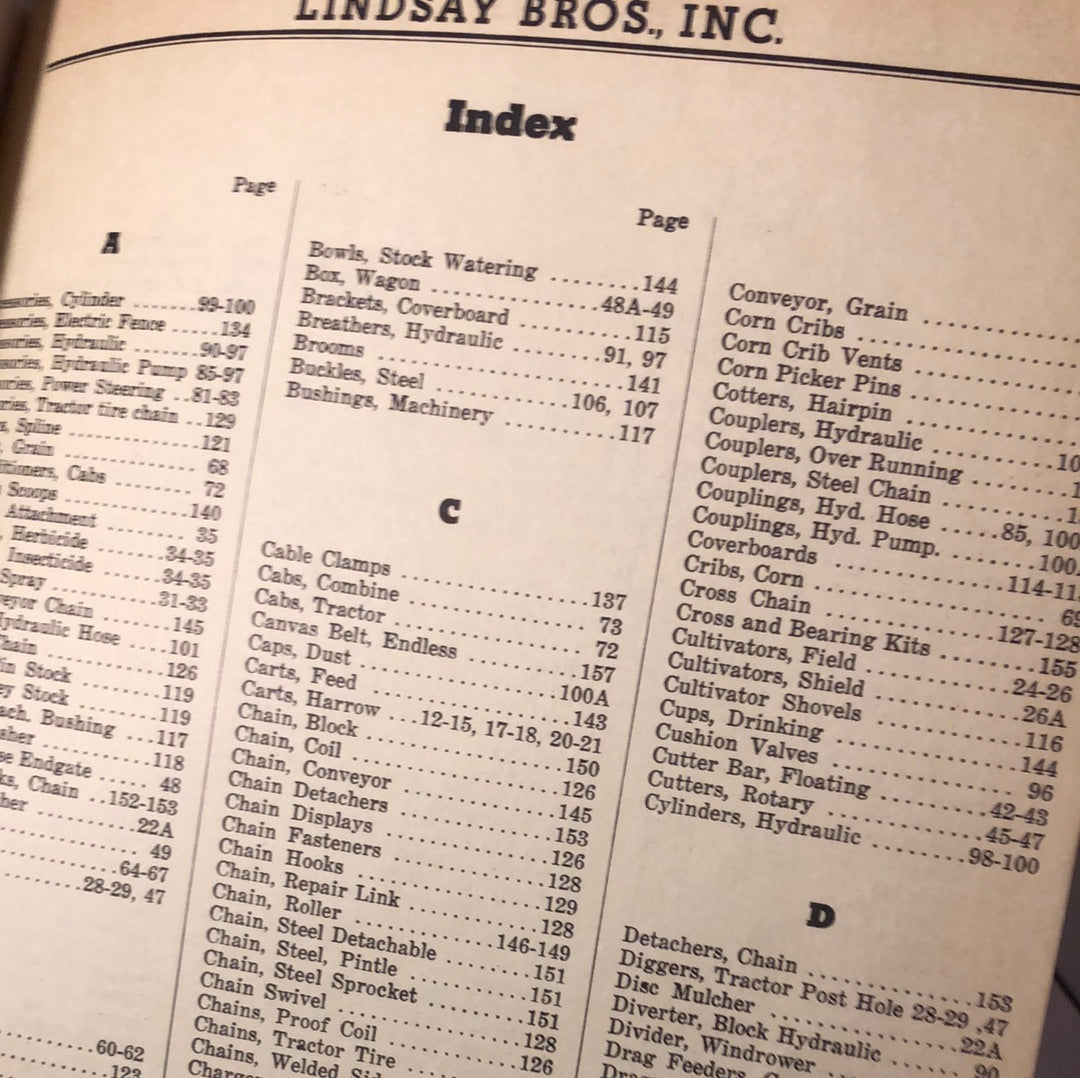 LINDSAY BROS., INC.
Index
Page
A
Cylinder .......99-100
Electric Fence ......134
Hydraulic ........90-97
Hydraulic Pump 85-97
Power Steering ..81-83
Tractor tire chain ..129
Spline .................121
Grain .............. 68
Cabs ........ 72
Scoops .................140
Attachment ............ 35
Herbicide ........34-35
Insecticide .......34-35
Spray ..............31-33
Chain ...........145
Hose .....101
.................126
Stock .........119
Stock .........119
Bushing ...117
...............118
Endgate ..... 48
Chain ..152-153
...............22A
................ 49
..............64-67
........28-29, 47
.........60-62
..........123
Page
Bowls, Stock Watering ........144
Box, Wagon ................48A-49
Brackets, Coverboard ..........115
Breathers, Hydraulic ........91, 97
Brooms ......................141
Buckles, Steel ............106, 107
Bushings, Machinery ..........117
C
Cable Clamps .................137
Cabs, Combine ............... 73
Cabs, Tractor ................ 72
Canvas Belt, Endless ..........157
Caps, Dust .................100A
Carts, Feed ..................143
Carts, Harrow ...12-15, 17-18, 20-21
Chain, Block .................150
Chain, Coil ..................126
Chain, Conveyor ..............145
Chain Detachers ..............153
Chain Displays ...............126
Chain Fasteners ..............128
Chain Hooks .................129
Chain, Repair Link ............128
Chain, Roller ............146-149
Chain, Steel Detachable ........151
Chain, Steel, Pintle ............151
Chain, Steel Sprocket ..........151
Chain Swivel .................128
Chains, Proof Coil .............126
Chains, Tractor Tire
Chains, Welded
Conveyor, Grain ............
Corn Cribs ................
Corn Crib Vents ............
Corn Picker Pins ............
Cotters, Hairpin ............
Couplers, Hydraulic ..........10
Couplers, Over Running ........1
Couplers, Steel Chain ..........1
Couplings, Hyd. Hose .....85, 100
Couplings, Hyd. Pump. ........100,
Coverboards ..............114-11
Cribs, Corn .................. 69
Cross Chain ..............127-128
Cross and Bearing Kits ........155
Cultivators, Field ............24-26
Cultivators, Shield ............26A
Cultivator Shovels ............116
Cups, Drinking ...............144
Cushion Valves ............... 96
Cutter Bar, Floating ..........42-43
Cutters, Rotary .............45-47
Cylinders, Hydraulic ........98-100
D
Detachers, Chain .............153
Diggers, Tractor Post Hole 28-29 ,47
Disc Mulcher ................22A
Diverter, Block Hydraulic ...... 90
Divider, Windrower
Drag Feeders,